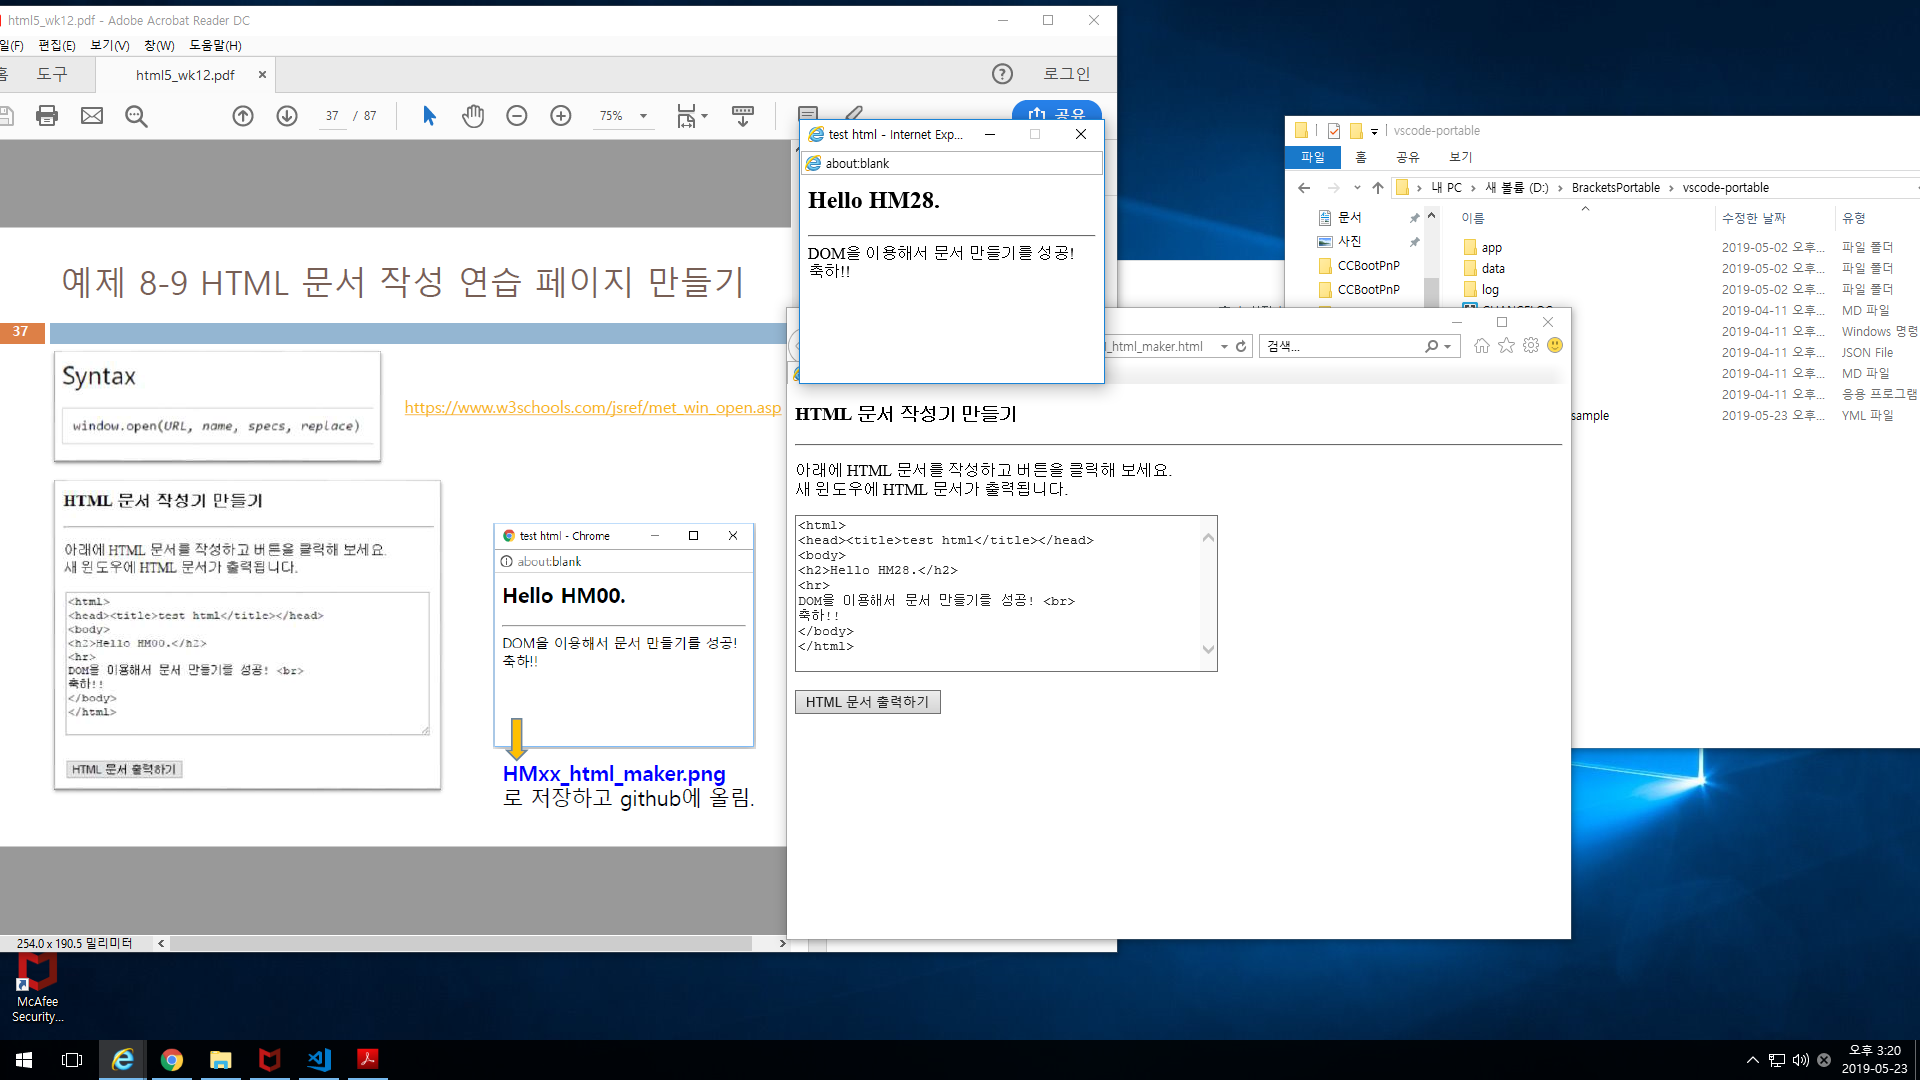 html5_wk12.pdf - Adobe Acrobat Reader DC
일(F) 편집(E) 보기(V) 창(W) 도움말(H)
홈 도구 html5_wk12.pdf × 로그인
37 / 87 75% 공유
예제 8-9 HTML 문서 작성 연습 페이지 만들기
37
Syntax
window.open(URL, name, specs, replace)
https://www.w3schools.com/jsref/met_win_open.asp
HTML 문서 작성기 만들기
아래에 HTML 문서를 작성하고 버튼을 클릭해 보세요.
새 윈도우에 HTML 문서가 출력됩니다.
<html>
<head><title>test html</title></head>
<body>
<h2>Hello HM00.</h2>
<hr>
DOM을 이용해서 문서 만들기를 성공! <br>
축하!!
</body>
</html>
HTML 문서 출력하기
test html - Chrome
about:blank
Hello HM00.
DOM을 이용해서 문서 만들기를 성공!
축하!!
HMxx_html_maker.png
로 저장하고 github에 올림.
254.0 x 190.5 밀리미터
test html - Internet Exp...
about:blank
Hello HM28.
DOM을 이용해서 문서 만들기를 성공!
축하!!
_html_maker.html 검색...
HTML 문서 작성기 만들기
아래에 HTML 문서를 작성하고 버튼을 클릭해 보세요.
새 윈도우에 HTML 문서가 출력됩니다.
<html>
<head><title>test html</title></head>
<body>
<h2>Hello HM28.</h2>
<hr>
DOM을 이용해서 문서 만들기를 성공! <br>
축하!!
</body>
</html>
HTML 문서 출력하기
vscode-portable
파일 홈 공유 보기
내 PC › 새 볼륨 (D:) › BracketsPortable › vscode-portable
문서
사진
CCBootPnP
CCBootPnP
이름 수정한 날짜 유형
app 2019-05-02 오후... 파일 폴더
data 2019-05-02 오후... 파일 폴더
log 2019-05-02 오후... 파일 폴더
2019-04-11 오후... MD 파일
2019-04-11 오후... Windows 명령
2019-04-11 오후... JSON File
2019-04-11 오후... MD 파일
2019-04-11 오후... 응용 프로그램
sample 2019-05-23 오후... YML 파일
McAfee
Security...
오후 3:20
2019-05-23